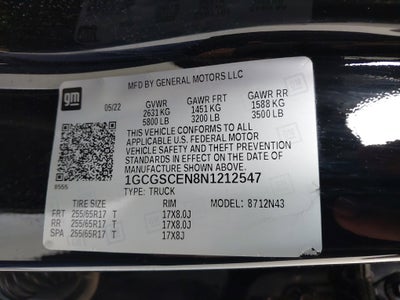 MFD BY GENERAL MOTORS LLC
gm
05/22
GVWR GAWR FRT GAWR RR
2631 KG 1451 KG 1588 KG
5800 LB 3200 LB 3500 LB
THIS VEHICLE CONFORMS TO ALL
APPLICABLE U.S. FEDERAL MOTOR
VEHICLE SAFETY AND THEFT PREVENTION
STANDARDS IN EFFECT ON THE DATE OF
MANUFACTURE SHOWN ABOVE.
1GCGSCEN8N1212547
TYPE: TRUCK
MODEL: 8712N43
TIRE SIZE RIM
FRT 255/65R17 T 17X8.0J
RR 255/65R17 T 17X8.0J
SPA 255/65R17 T 17X8J